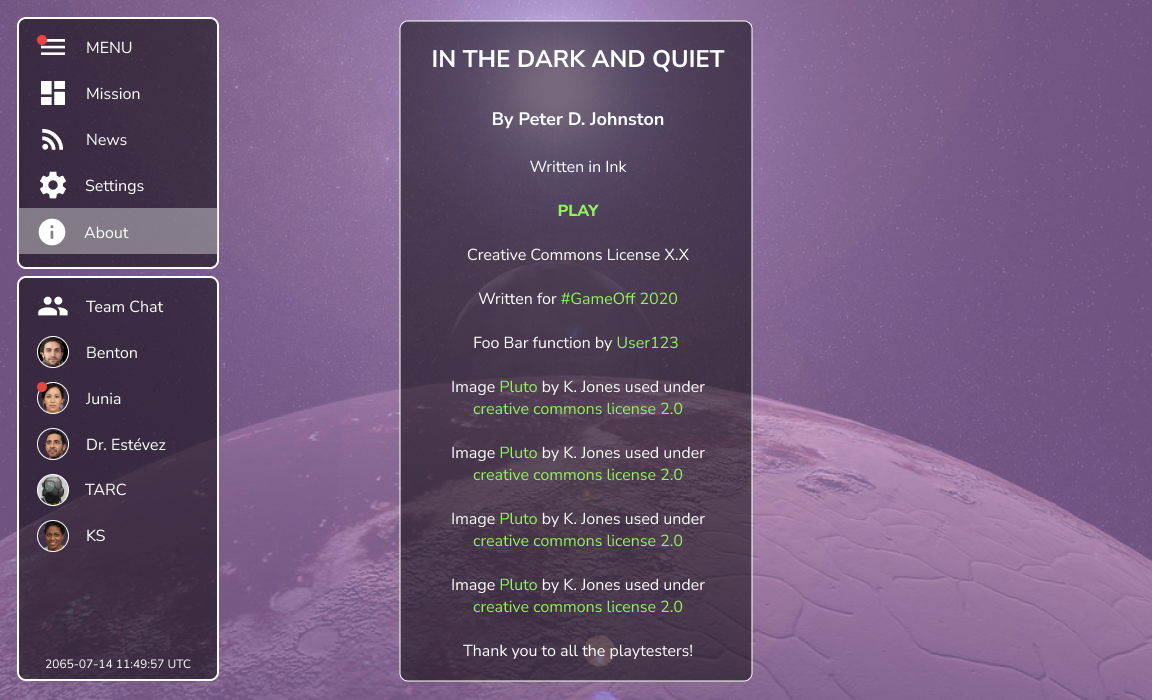 MENU
Mission
News
Settings
About
Team Chat
Benton
Junia
Dr. Estévez
TARC
KS
2065-07-14 11:49:57 UTC
IN THE DARK AND QUIET
By Peter D. Johnston
Written in Ink
PLAY
Creative Commons License X.X
Written for #GameOff 2020
Foo Bar function by User123
Image Pluto by K. Jones used under
creative commons license 2.0
Image Pluto by K. Jones used under
creative commons license 2.0
Image Pluto by K. Jones used under
creative commons license 2.0
Image Pluto by K. Jones used under
creative commons license 2.0
Thank you to all the playtesters!